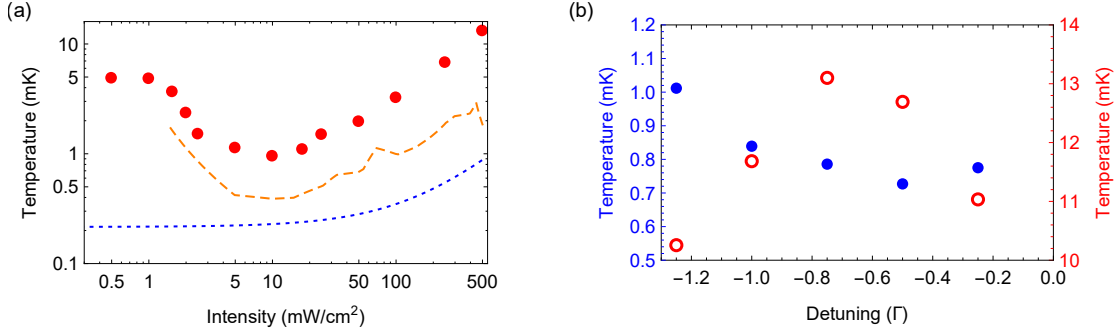 (a)
Temperature (mK)
10
5
1
0.5
0.1
0.5 1 5 10 50 100 500
Intensity (mW/cm²)
(b)
Temperature (mK)
1.2
1.1
1.0
0.9
0.8
0.7
0.6
0.5
−1.2 −1.0 −0.8 −0.6 −0.4 −0.2 0.0
Detuning (Γ)
14
13
12
11
10
Temperature (mK)